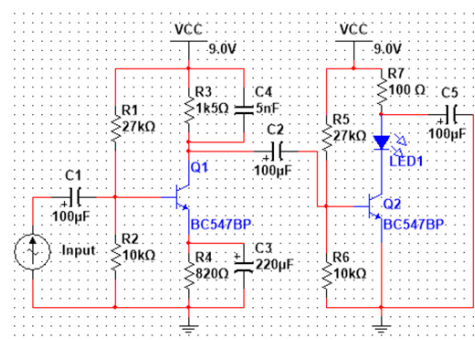 VCC
9.0V
VCC
9.0V
R1
27kΩ
R3
1k5Ω
C4
5nF
C2
100µF
R5
27kΩ
R7
100 Ω
C5
100µF
LED1
C1
100µF
Q1
BC547BP
Q2
BC547BP
Input
R2
10kΩ
R4
820Ω
C3
220µF
R6
10kΩ